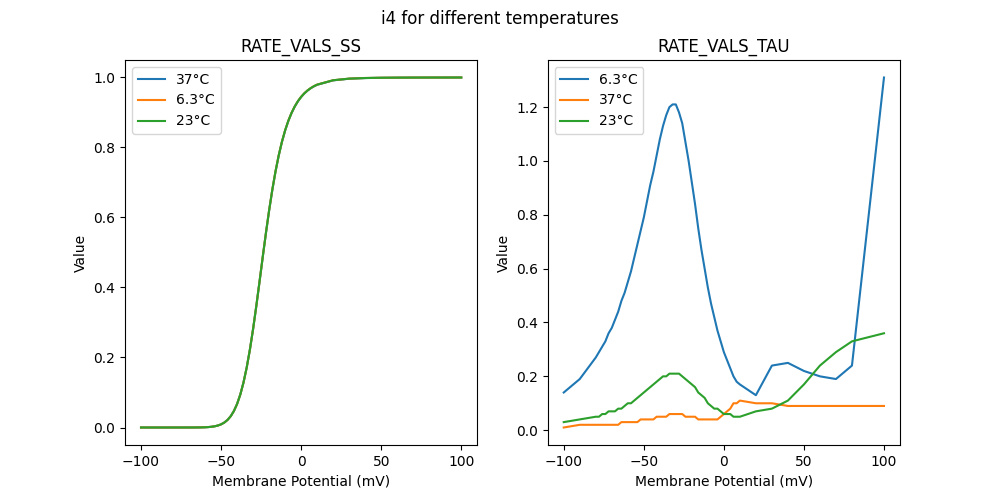 i4 for different temperatures
RATE_VALS_SS
1.0
0.8
0.6
0.4
0.2
0.0
Value
37°C
6.3°C
23°C
−100
−50
0
50
100
Membrane Potential (mV)
RATE_VALS_TAU
1.2
1.0
0.8
0.6
0.4
0.2
0.0
Value
6.3°C
37°C
23°C
−100
−50
0
50
100
Membrane Potential (mV)